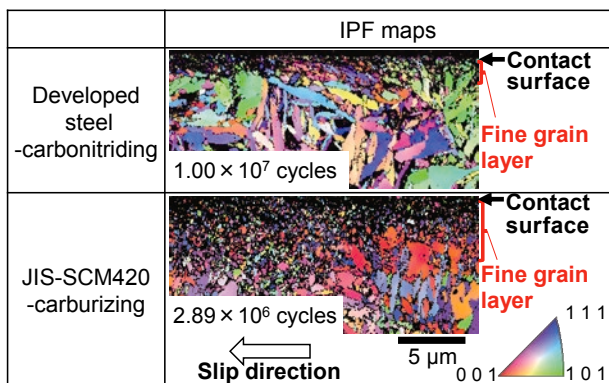 IPF maps
Developed
steel
-carbonitriding
1.00 × 10⁷ cycles
Contact
surface
Fine grain
layer
JIS-SCM420
-carburizing
2.89 × 10⁶ cycles
Contact
surface
Fine grain
layer
Slip direction
5 μm
1 1 1
0 0 1
1 0 1